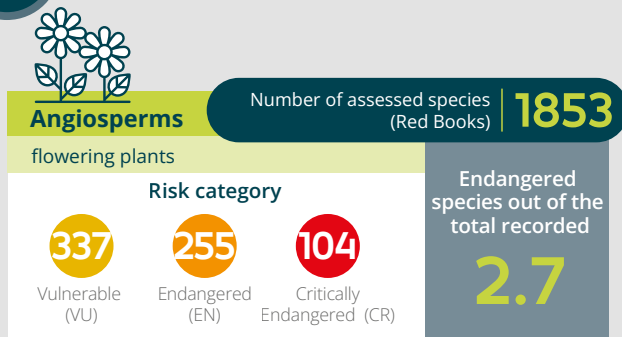 Number of assessed species
(Red Books)
1853
Angiosperms
flowering plants
Risk category
337
255
104
Vulnerable
(VU)
Endangered
(EN)
Critically
Endangered (CR)
Endangered
species out of the
total recorded
2.7